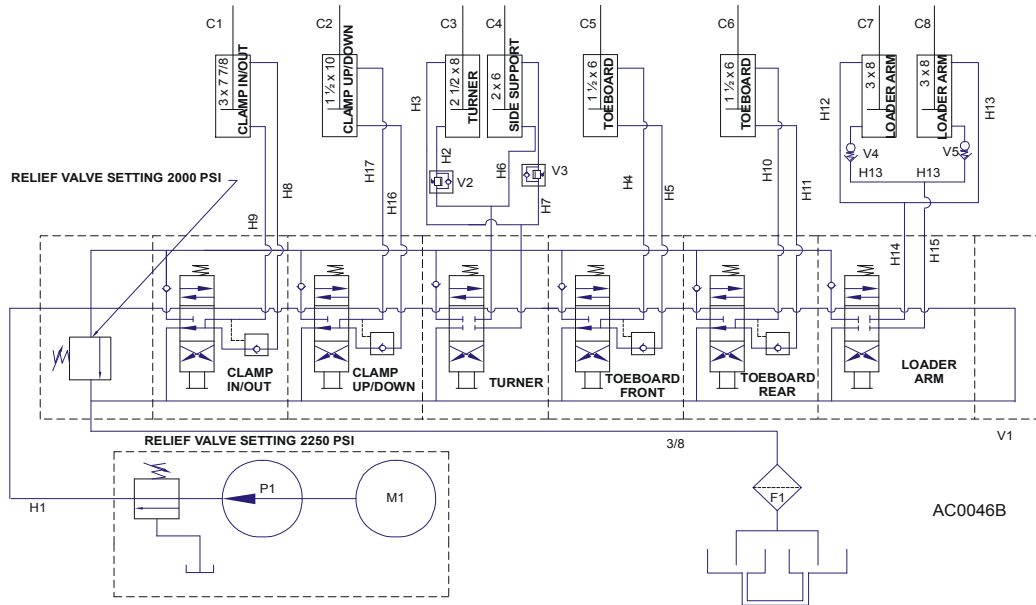 C1
C2
C3
C4
C5
C6
C7
C8
3 x 7 7/8
CLAMP IN/OUT
1 ½ x 10
CLAMP UP/DOWN
2 1/2 x 8
TURNER
2 x 6
SIDE SUPPORT
1 ½ x 6
TOEBOARD
1 ½ x 6
TOEBOARD
3 x 8
LOADER ARM
3 x 8
LOADER ARM
H3
H12
H13
H2
V2
H6
V3
H7
V4
V5
H13
H13
H9
H8
H17
H16
H4
H5
H10
H11
H14
H15
RELIEF VALVE SETTING 2000 PSI
CLAMP
IN/OUT
CLAMP
UP/DOWN
TURNER
TOEBOARD
FRONT
TOEBOARD
REAR
LOADER
ARM
V1
RELIEF VALVE SETTING 2250 PSI
3/8
H1
P1
M1
F1
AC0046B